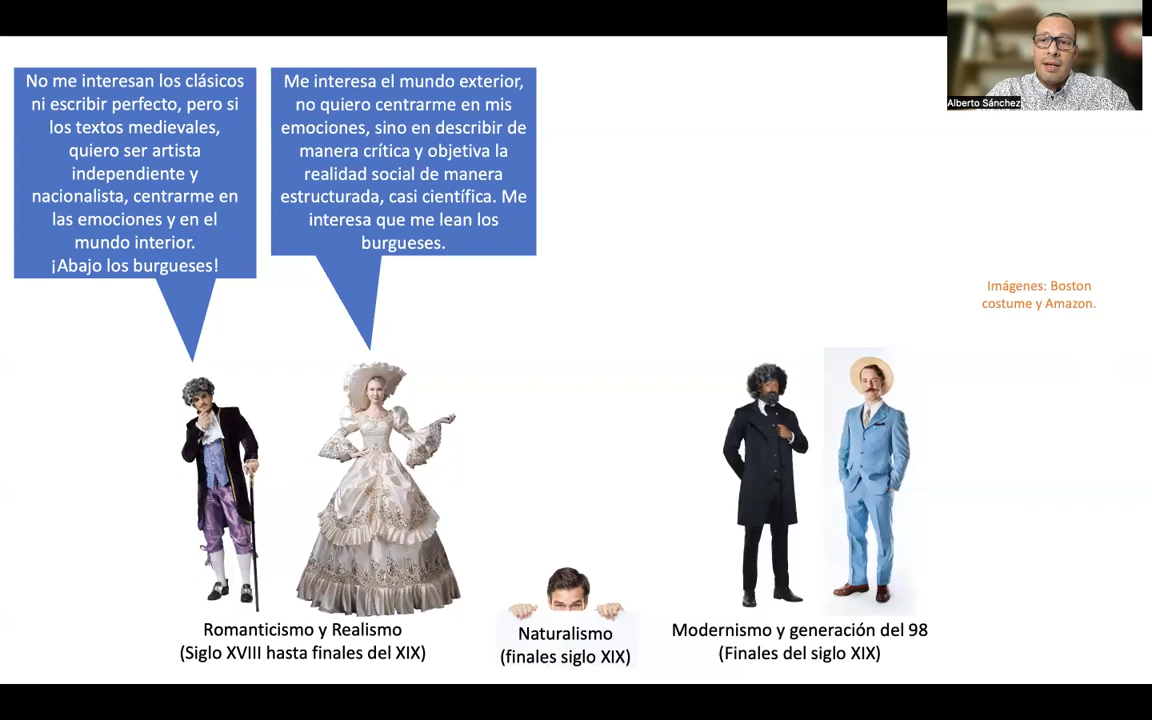 No me interesan los clásicos
ni escribir perfecto, pero si
los textos medievales,
quiero ser artista
independiente y
nacionalista, centrarme en
las emociones y en el
mundo interior.
¡Abajo los burgueses!
Me interesa el mundo exterior,
no quiero centrarme en mis
emociones, sino en describir de
manera crítica y objetiva la
realidad social de manera
estructurada, casi científica. Me
interesa que me lean los
burgueses.
Alberto Sánchez
Imágenes: Boston
costume y Amazon.
Romanticismo y Realismo
(Siglo XVIII hasta finales del XIX)
Naturalismo
(finales siglo XIX)
Modernismo y generación del 98
(Finales del siglo XIX)